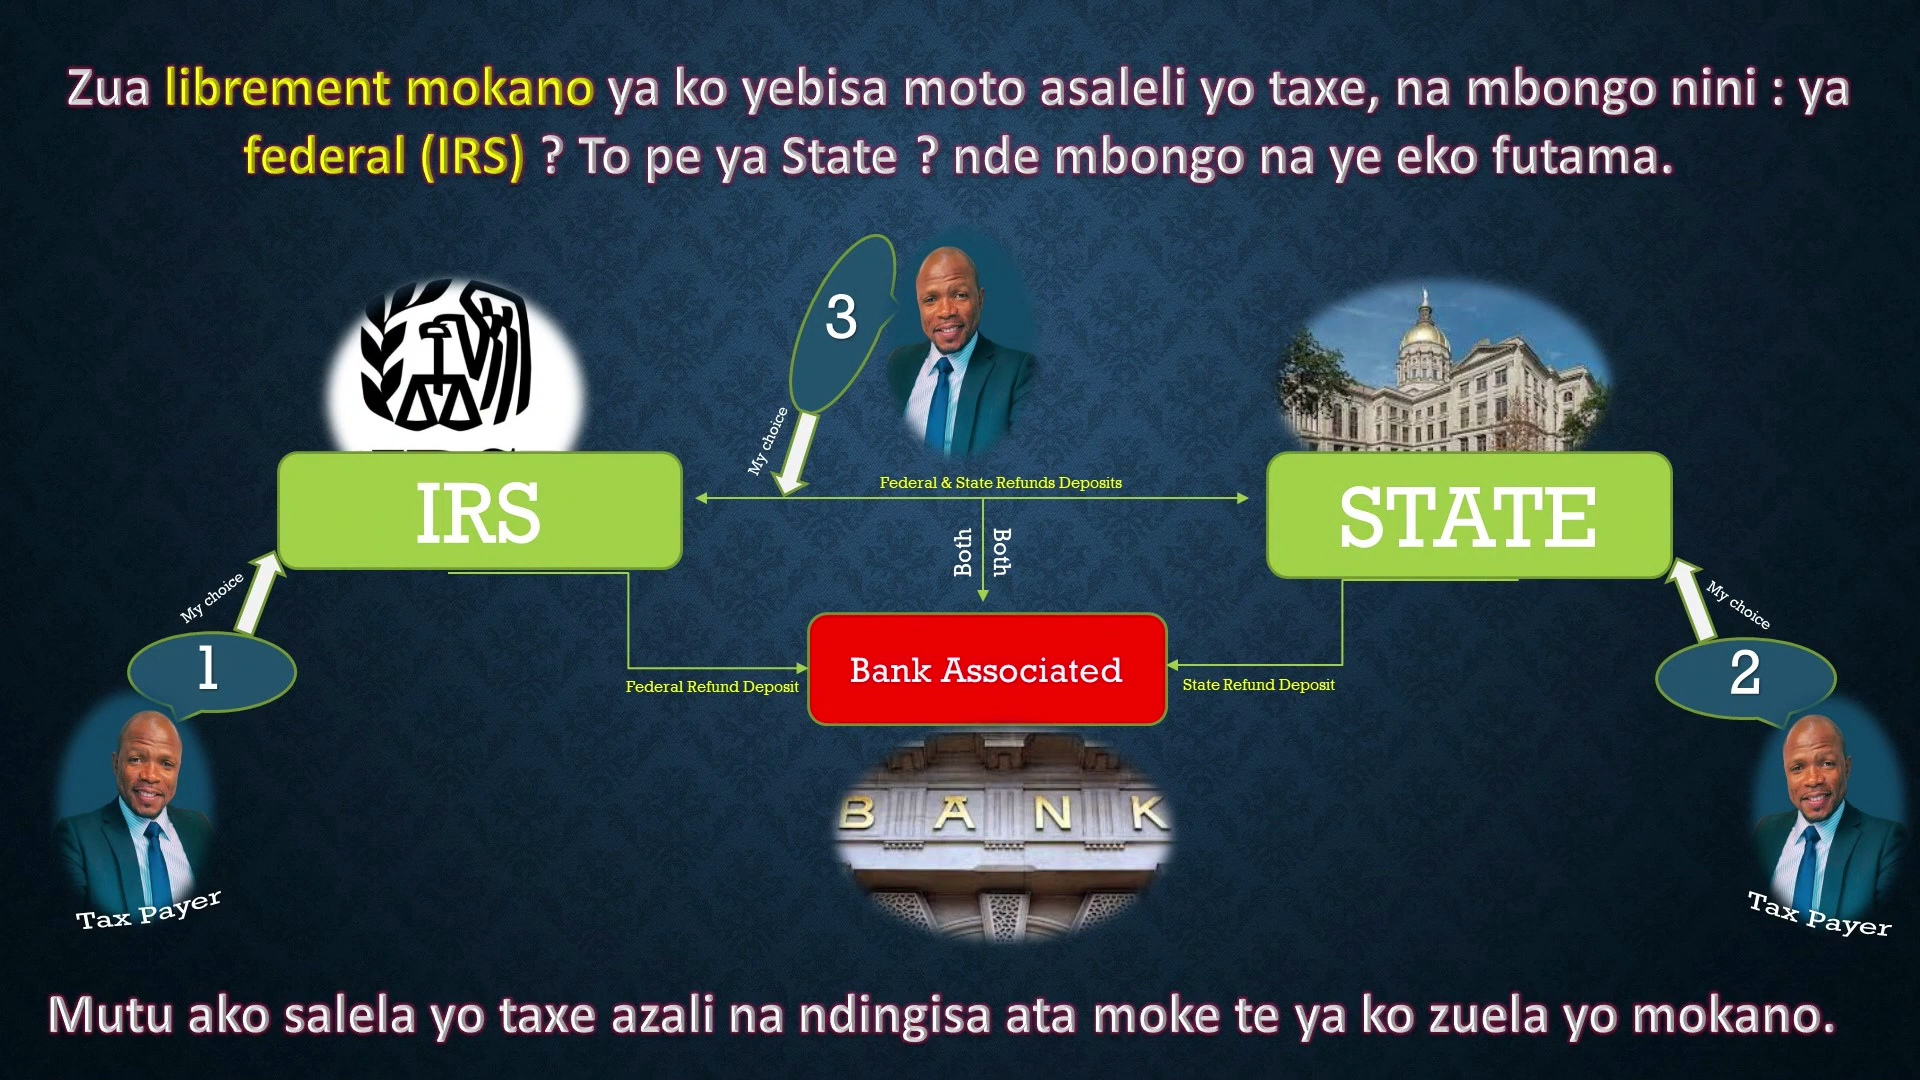 Zua librement mokano ya ko yebisa moto asaleli yo taxe, na mbongo nini : ya
federal (IRS) ? To pe ya State ? nde mbongo na ye eko futama.
3
My choice
Federal & State Refunds Deposits
IRS
STATE
Both
Both
My choice
My choice
1
2
Bank Associated
Federal Refund Deposit
State Refund Deposit
BANK
Tax Payer
Tax Payer
Mutu ako salela yo taxe azali na ndingisa ata moke te ya ko zuela yo mokano.